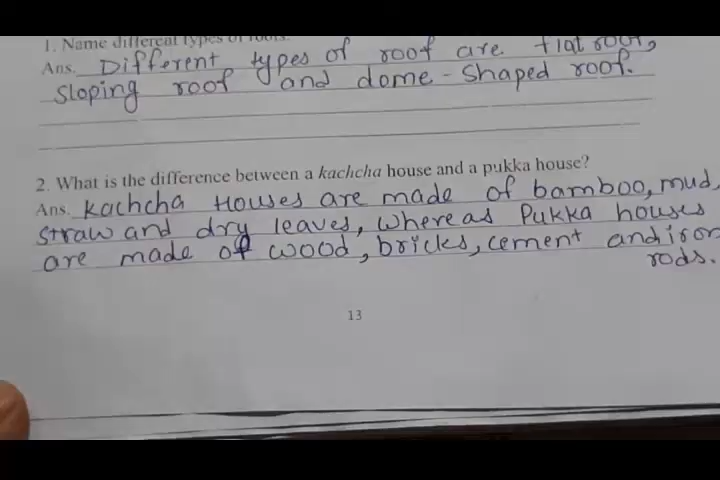 1. Name different types of roofs.
Ans. Different types of roof are flat roof,
sloping roof and dome-shaped roof.
2. What is the difference between a kachcha house and a pukka house?
Ans. Kachcha Houses are made of bamboo, mud,
straw and dry leaves, whereas Pukka houses
are made of wood, bricks, cement and iron
rods.
13